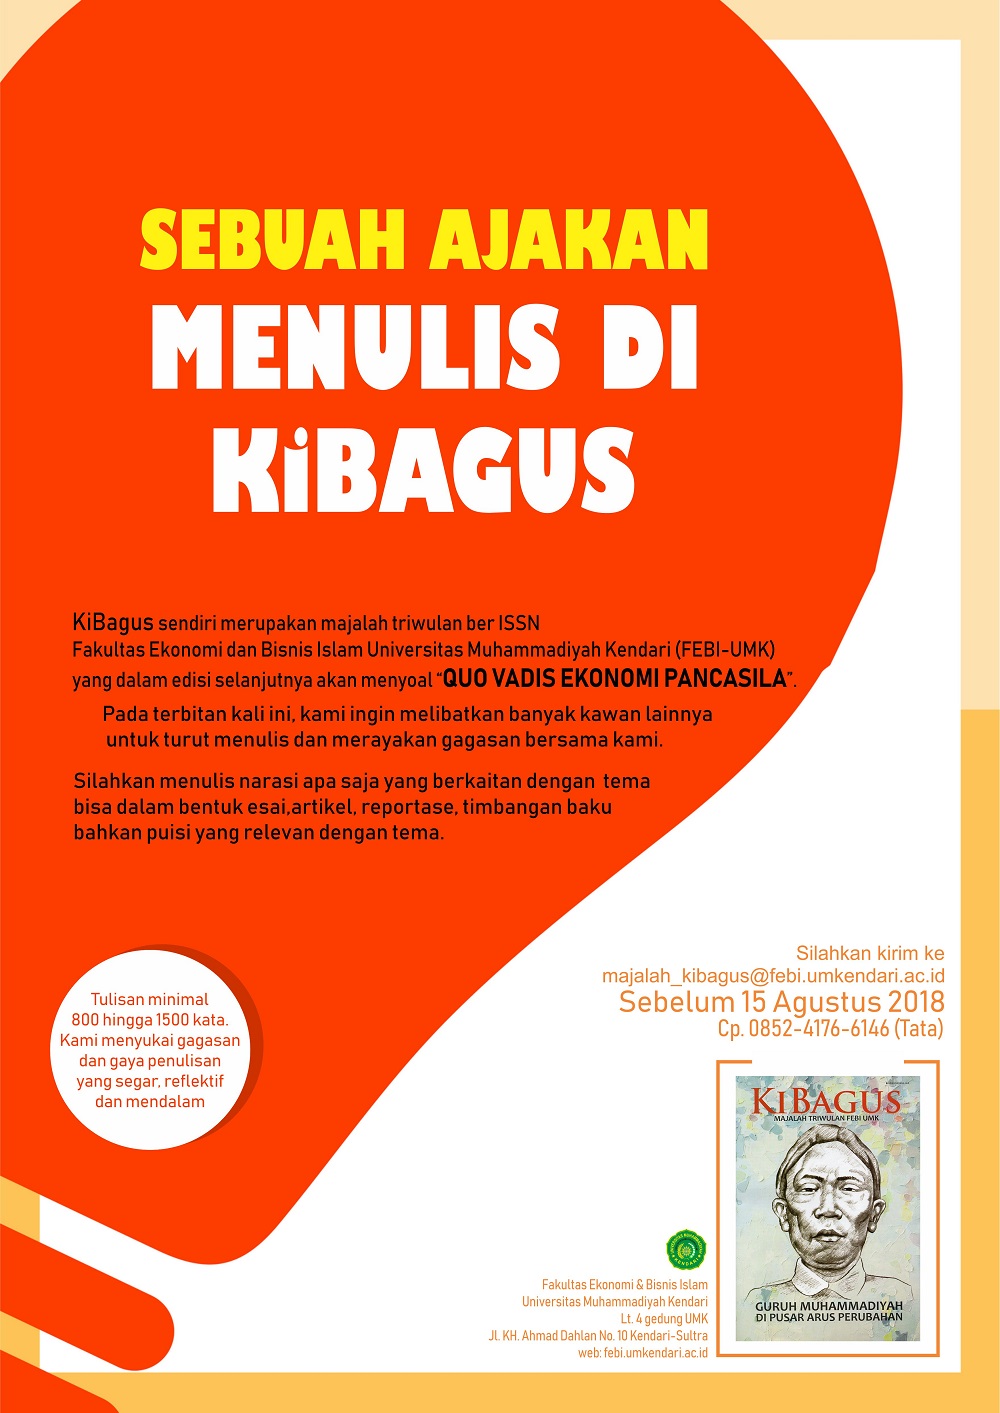 SEBUAH AJAKAN
MENULIS DI
KiBAGUS
KiBagus sendiri merupakan majalah triwulan ber ISSN
Fakultas Ekonomi dan Bisnis Islam Universitas Muhammadiyah Kendari (FEBI-UMK)
yang dalam edisi selanjutnya akan menyoal “QUO VADIS EKONOMI PANCASILA”.
Pada terbitan kali ini, kami ingin melibatkan banyak kawan lainnya
untuk turut menulis dan merayakan gagasan bersama kami.
Silahkan menulis narasi apa saja yang berkaitan dengan tema
bisa dalam bentuk esai,artikel, reportase, timbangan baku
bahkan puisi yang relevan dengan tema.
Tulisan minimal
800 hingga 1500 kata.
Kami menyukai gagasan
dan gaya penulisan
yang segar, reflektif
dan mendalam
Silahkan kirim ke
majalah_kibagus@febi.umkendari.ac.id
Sebelum 15 Agustus 2018
Cp. 0852-4176-6146 (Tata)
KIBAGUS
MAJALAH TRIWULAN FEBI UMK
GURUH MUHAMMADIYAH
DI PUSAR ARUS PERUBAHAN
Fakultas Ekonomi & Bisnis Islam
Universitas Muhammadiyah Kendari
Lt. 4 gedung UMK
Jl. KH. Ahmad Dahlan No. 10 Kendari-Sultra
web: febi.umkendari.ac.id